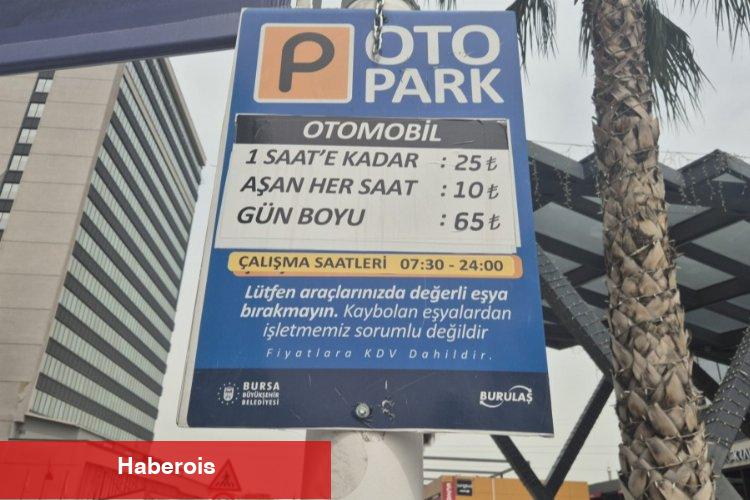 P
OTO
PARK
OTOMOBİL
1 SAAT'E KADAR : 25 ₺
AŞAN HER SAAT : 10 ₺
GÜN BOYU : 65 ₺
ÇALIŞMA SAATLERİ 07:30 - 24:00
Lütfen araçlarınızda değerli eşya
bırakmayın. Kaybolan eşyalardan
işletmemiz sorumlu değildir
Fiyatlara KDV Dahildir.
BURSA
BÜYÜKŞEHİR
BELEDİYESİ
BURULAŞ
Haberois